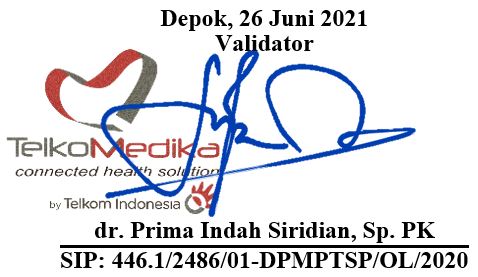 Depok, 26 Juni 2021
Validator
TelkoMedika
connected health solution
by Telkom Indonesia
dr. Prima Indah Siridian, Sp. PK
SIP: 446.1/2486/01-DPMPTSP/OL/2020